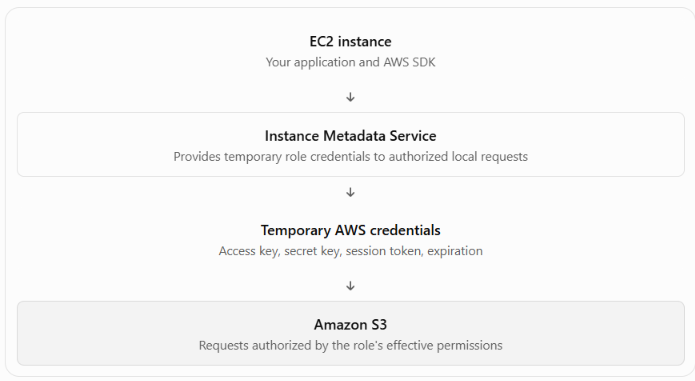 EC2 instance
Your application and AWS SDK
Instance Metadata Service
Provides temporary role credentials to authorized local requests
Temporary AWS credentials
Access key, secret key, session token, expiration
Amazon S3
Requests authorized by the role's effective permissions